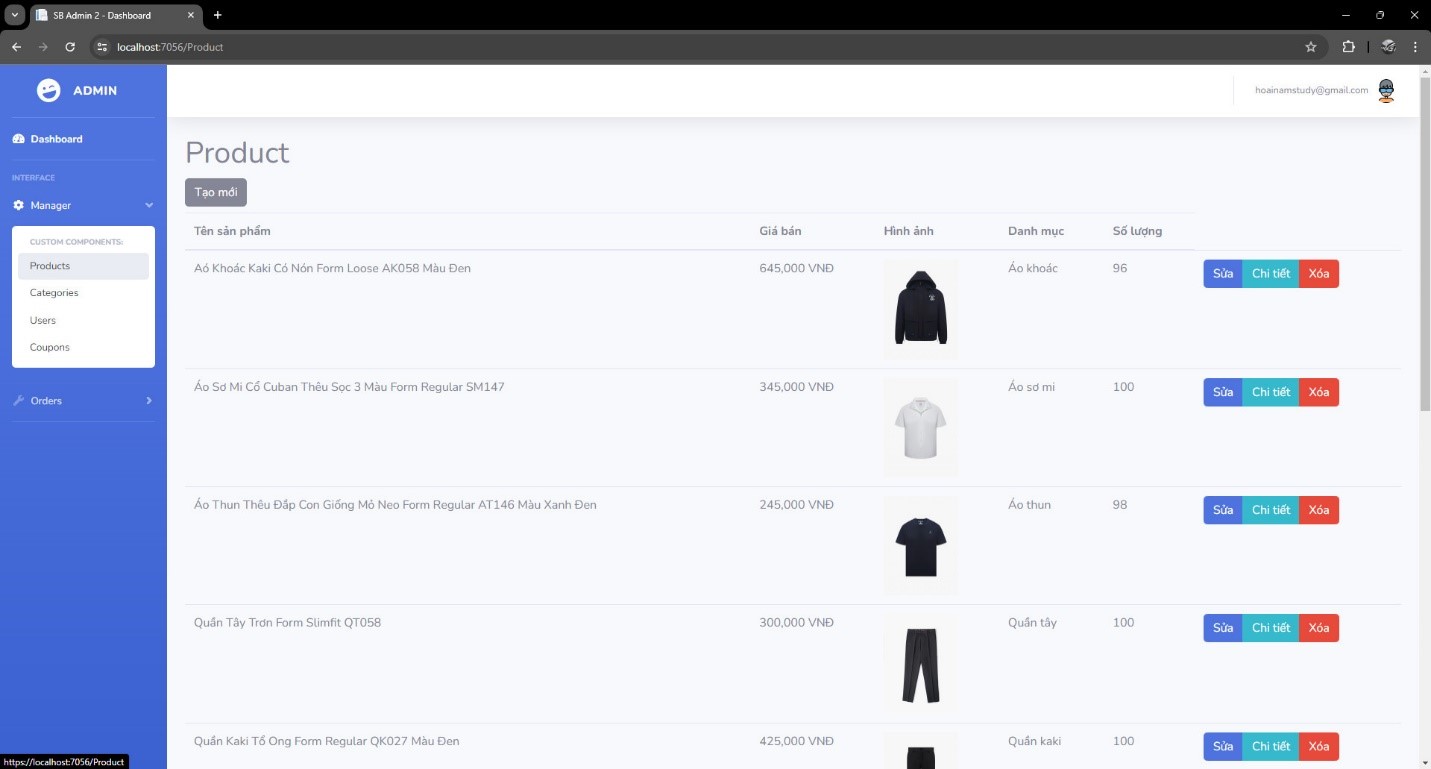 SB Admin 2 - Dashboard
localhost:7056/Product
ADMIN
hoainamstudy@gmail.com
Dashboard
INTERFACE
Manager
CUSTOM COMPONENTS:
Products
Categories
Users
Coupons
Orders
Product
Tạo mới
Tên sản phẩm Giá bán Hình ảnh Danh mục Số lượng
Aó Khoác Kaki Có Nón Form Loose AK058 Màu Đen 645,000 VNĐ Áo khoác 96 Sửa Chi tiết Xóa
Áo Sơ Mi Cổ Cuban Thêu Sọc 3 Màu Form Regular SM147 345,000 VNĐ Áo sơ mi 100 Sửa Chi tiết Xóa
Áo Thun Thêu Đắp Con Giống Mỏ Neo Form Regular AT146 Màu Xanh Đen 245,000 VNĐ Áo thun 98 Sửa Chi tiết Xóa
Quần Tây Trơn Form Slimfit QT058 300,000 VNĐ Quần tây 100 Sửa Chi tiết Xóa
Quần Kaki Tổ Ong Form Regular QK027 Màu Đen 425,000 VNĐ Quần kaki 100 Sửa Chi tiết Xóa
https://localhost:7056/Product